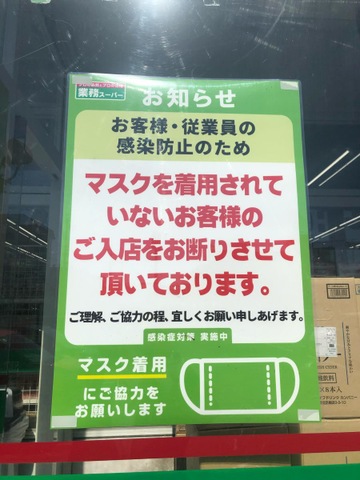 業務スーパー
お知らせ
お客様・従業員の
感染防止のため
マスクを着用されて
いないお客様の
ご入店をお断りさせて
頂いております。
ご理解、ご協力の程、宜しくお願い申しあげます。
感染症対策 実施中
マスク着用
にご協力を
お願いします